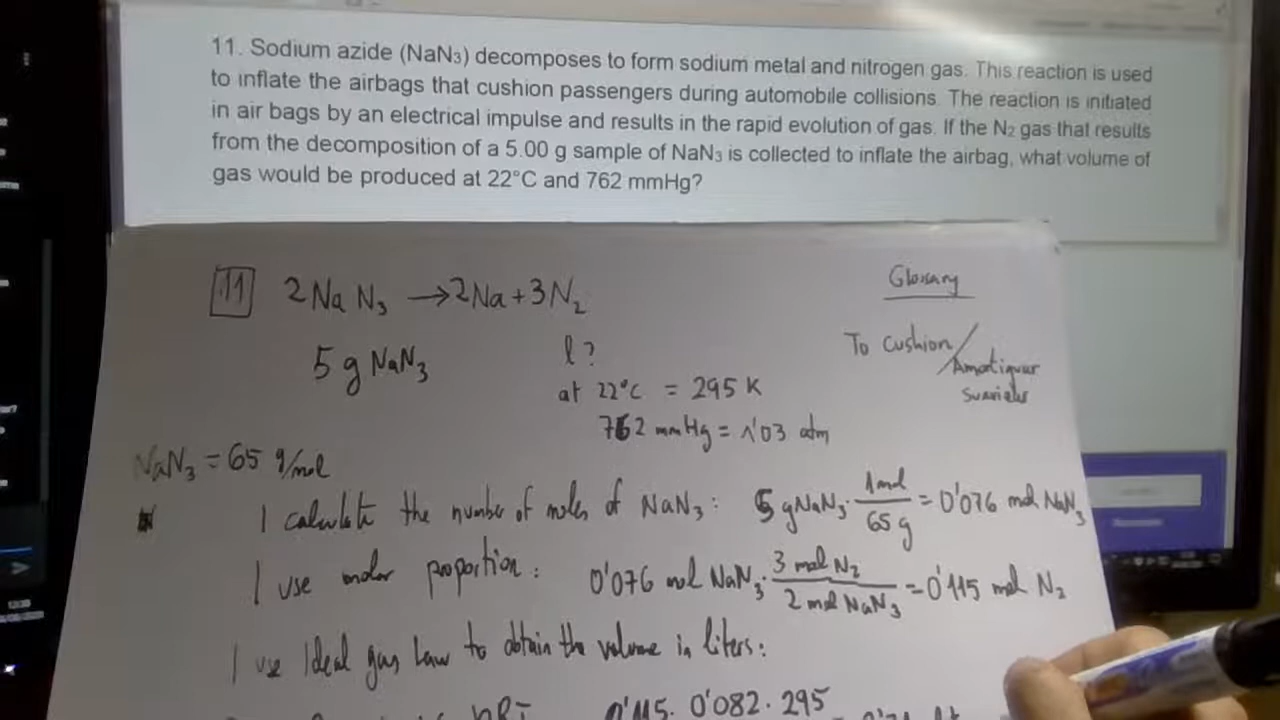 11. Sodium azide (NaN₃) decomposes to form sodium metal and nitrogen gas. This reaction is used
to inflate the airbags that cushion passengers during automobile collisions. The reaction is initiated
in air bags by an electrical impulse and results in the rapid evolution of gas. If the N₂ gas that results
from the decomposition of a 5.00 g sample of NaN₃ is collected to inflate the airbag, what volume of
gas would be produced at 22°C and 762 mmHg?
11 2NaN₃ → 2Na + 3N₂
Glossary
5 g NaN₃ l?
To cushion/
Amortiguar
at 22°C = 295 K
762 mmHg = 1'03 atm
NaN₃ = 65 g/mol
I calculate the number of moles of NaN₃: 5 g NaN₃ · 1 mol / 65 g = 0'076 mol NaN₃
I use molar proportion: 0'076 mol NaN₃ · 3 mol N₂ / 2 mol NaN₃ = 0'115 mol N₂
I use Ideal gas Law to obtain the volume in liters:
nRT 0'115 · 0'082 · 295